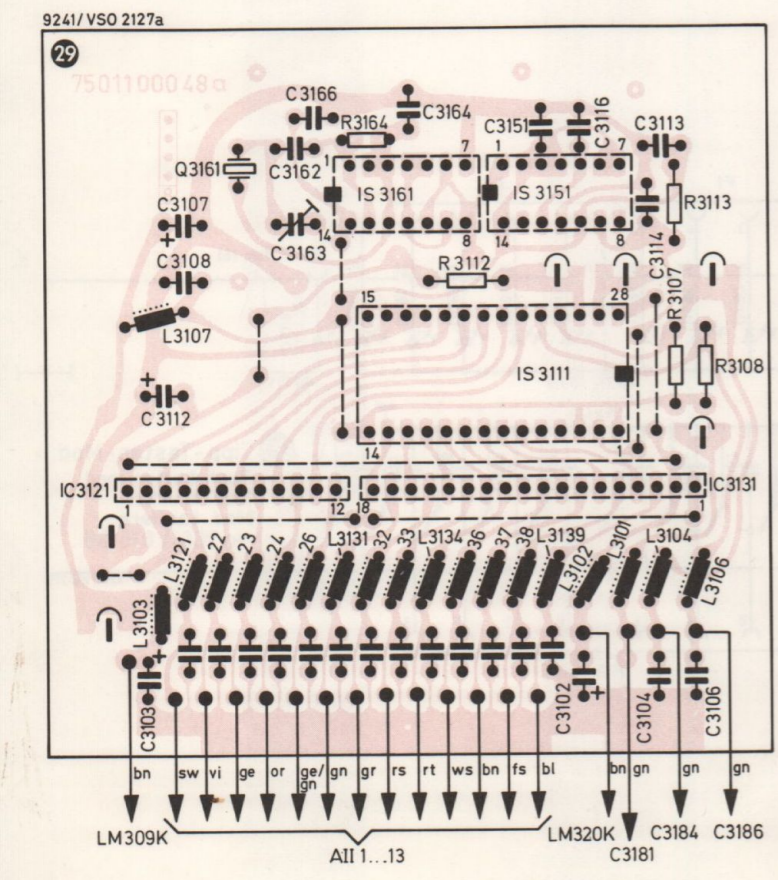 9241/VSO 2127a
29
7501100048a
C3166
C3164
R3164
C3151
C3116
C3113
Q3161
C3162
1
7
1
7
IS 3161
IS 3151
R3113
C3107
+
14
8
14
8
C3163
C3114
C3108
R3112
R3107
15
28
L3107
IS 3111
R3108
+
C3112
14
1
IC3121
IC3131
1
12
18
1
L3121
22
23
24
26
L3131
32
33
L3134
36
37
38
L3139
L3102
L3101
L3104
L3106
L3103
+
C3103
C3102
+
C3104
C3106
bn
sw
vi
ge
or
ge/gn
gn
gr
rs
rt
ws
bn
fs
bl
bn
gn
gn
gn
LM309K
LM320K
C3184
C3186
C3181
AII 1...13